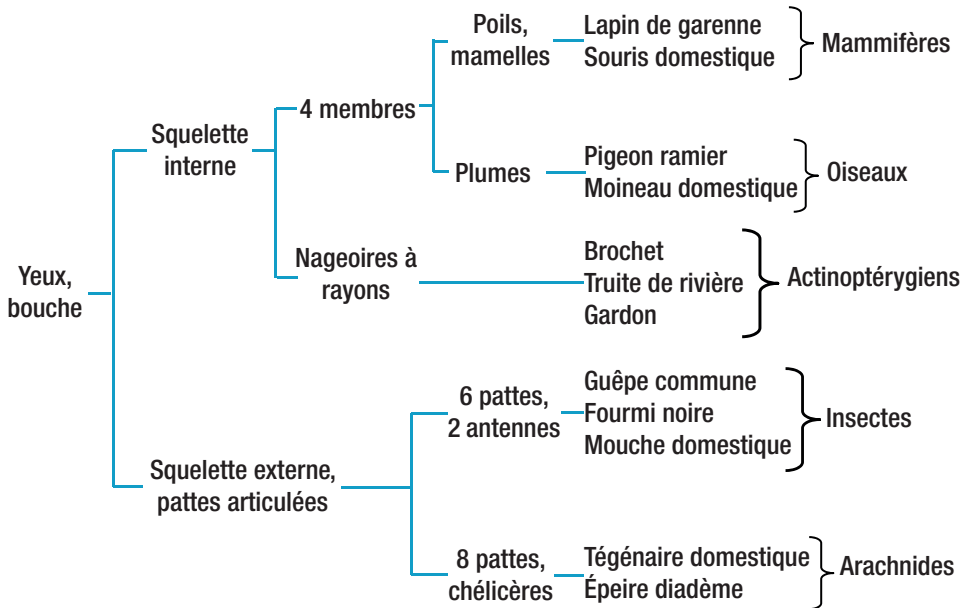 Yeux,
bouche
Squelette
interne
4 membres
Poils,
mamelles
Lapin de garenne
Souris domestique
Mammifères
Plumes
Pigeon ramier
Moineau domestique
Oiseaux
Nageoires à
rayons
Brochet
Truite de rivière
Gardon
Actinoptérygiens
Squelette externe,
pattes articulées
6 pattes,
2 antennes
Guêpe commune
Fourmi noire
Mouche domestique
Insectes
8 pattes,
chélicères
Tégénaire domestique
Épeire diadème
Arachnides